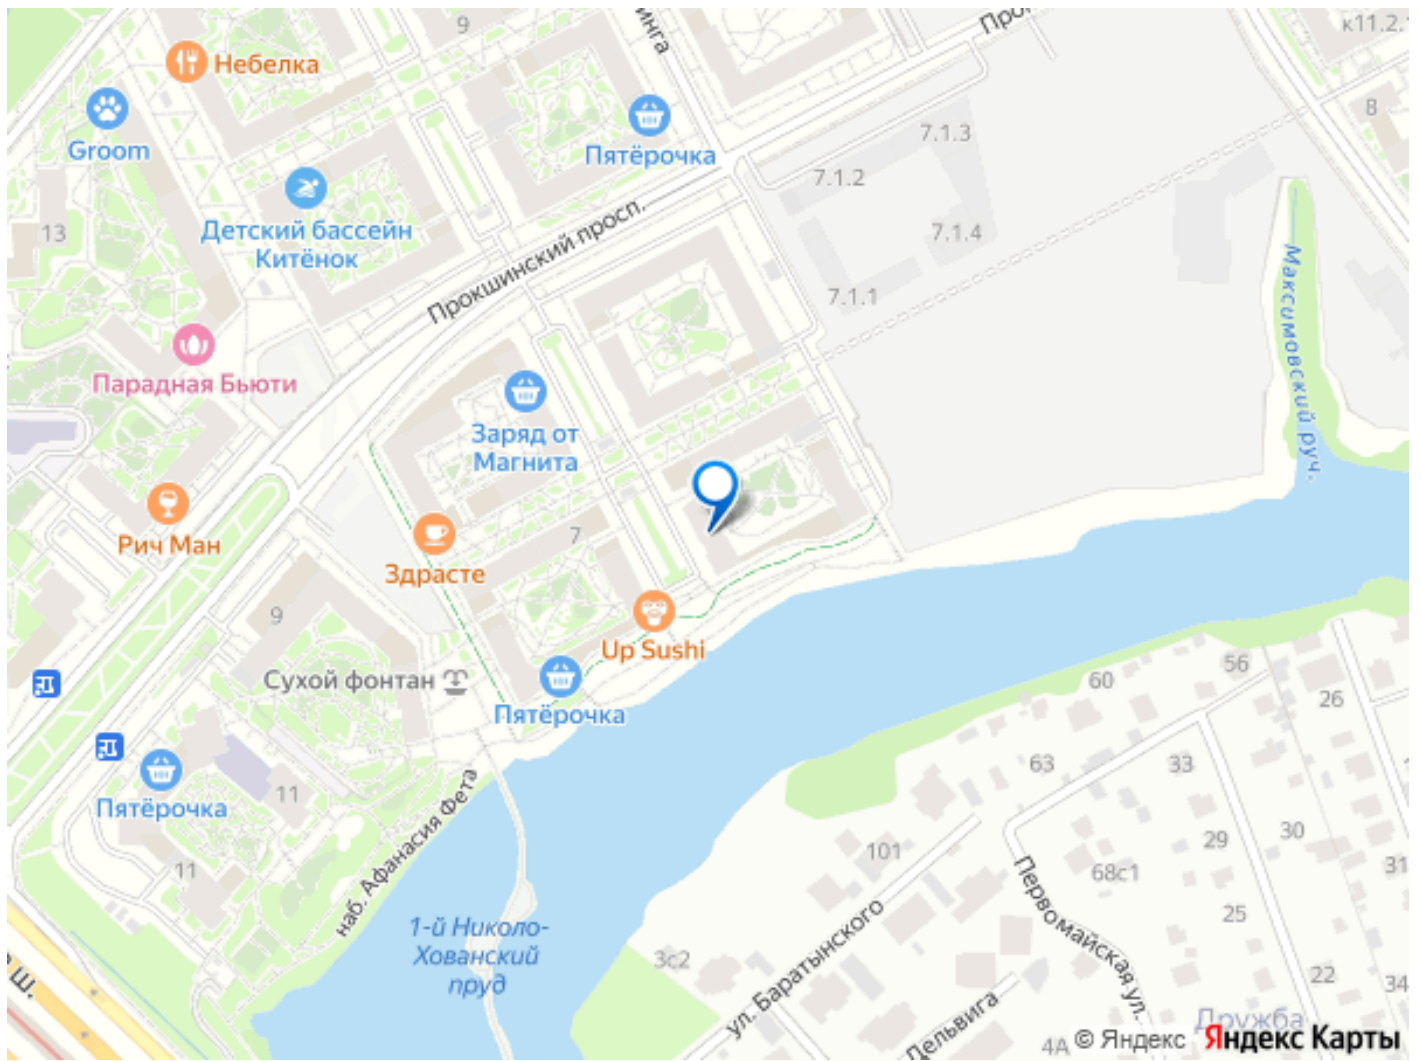 9
инга
к11.2.
Небелка
8
Groom
Пятёрочка
7.1.3
7.1.2
13
Детский бассейн
Китёнок
Прокшинский просп.
7.1.4
7.1.1
Максимовский руч.
Парадная Бьюти
Заряд от
Магнита
Рич Ман
7
Здрасте
9
Up Sushi
Сухой фонтан
Пятёрочка
60
56
26
63
33
Пятёрочка
11
наб. Афанасия Фета
29
30
101
68с1
31
11
25
Первомайская ул.
1-й Николо-
Хованский
пруд
3с2
ул. Баратынского
22
34
ш.
Дельвига
Дружба
4А
© Яндекс Яндекс Карты